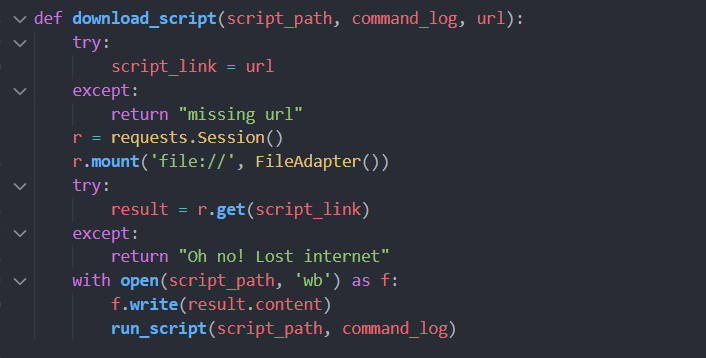 def download_script(script_path, command_log, url):
    try:
        script_link = url
    except:
        return "missing url"
    r = requests.Session()
    r.mount('file://', FileAdapter())
    try:
        result = r.get(script_link)
    except:
        return "Oh no! Lost internet"
    with open(script_path, 'wb') as f:
        f.write(result.content)
        run_script(script_path, command_log)